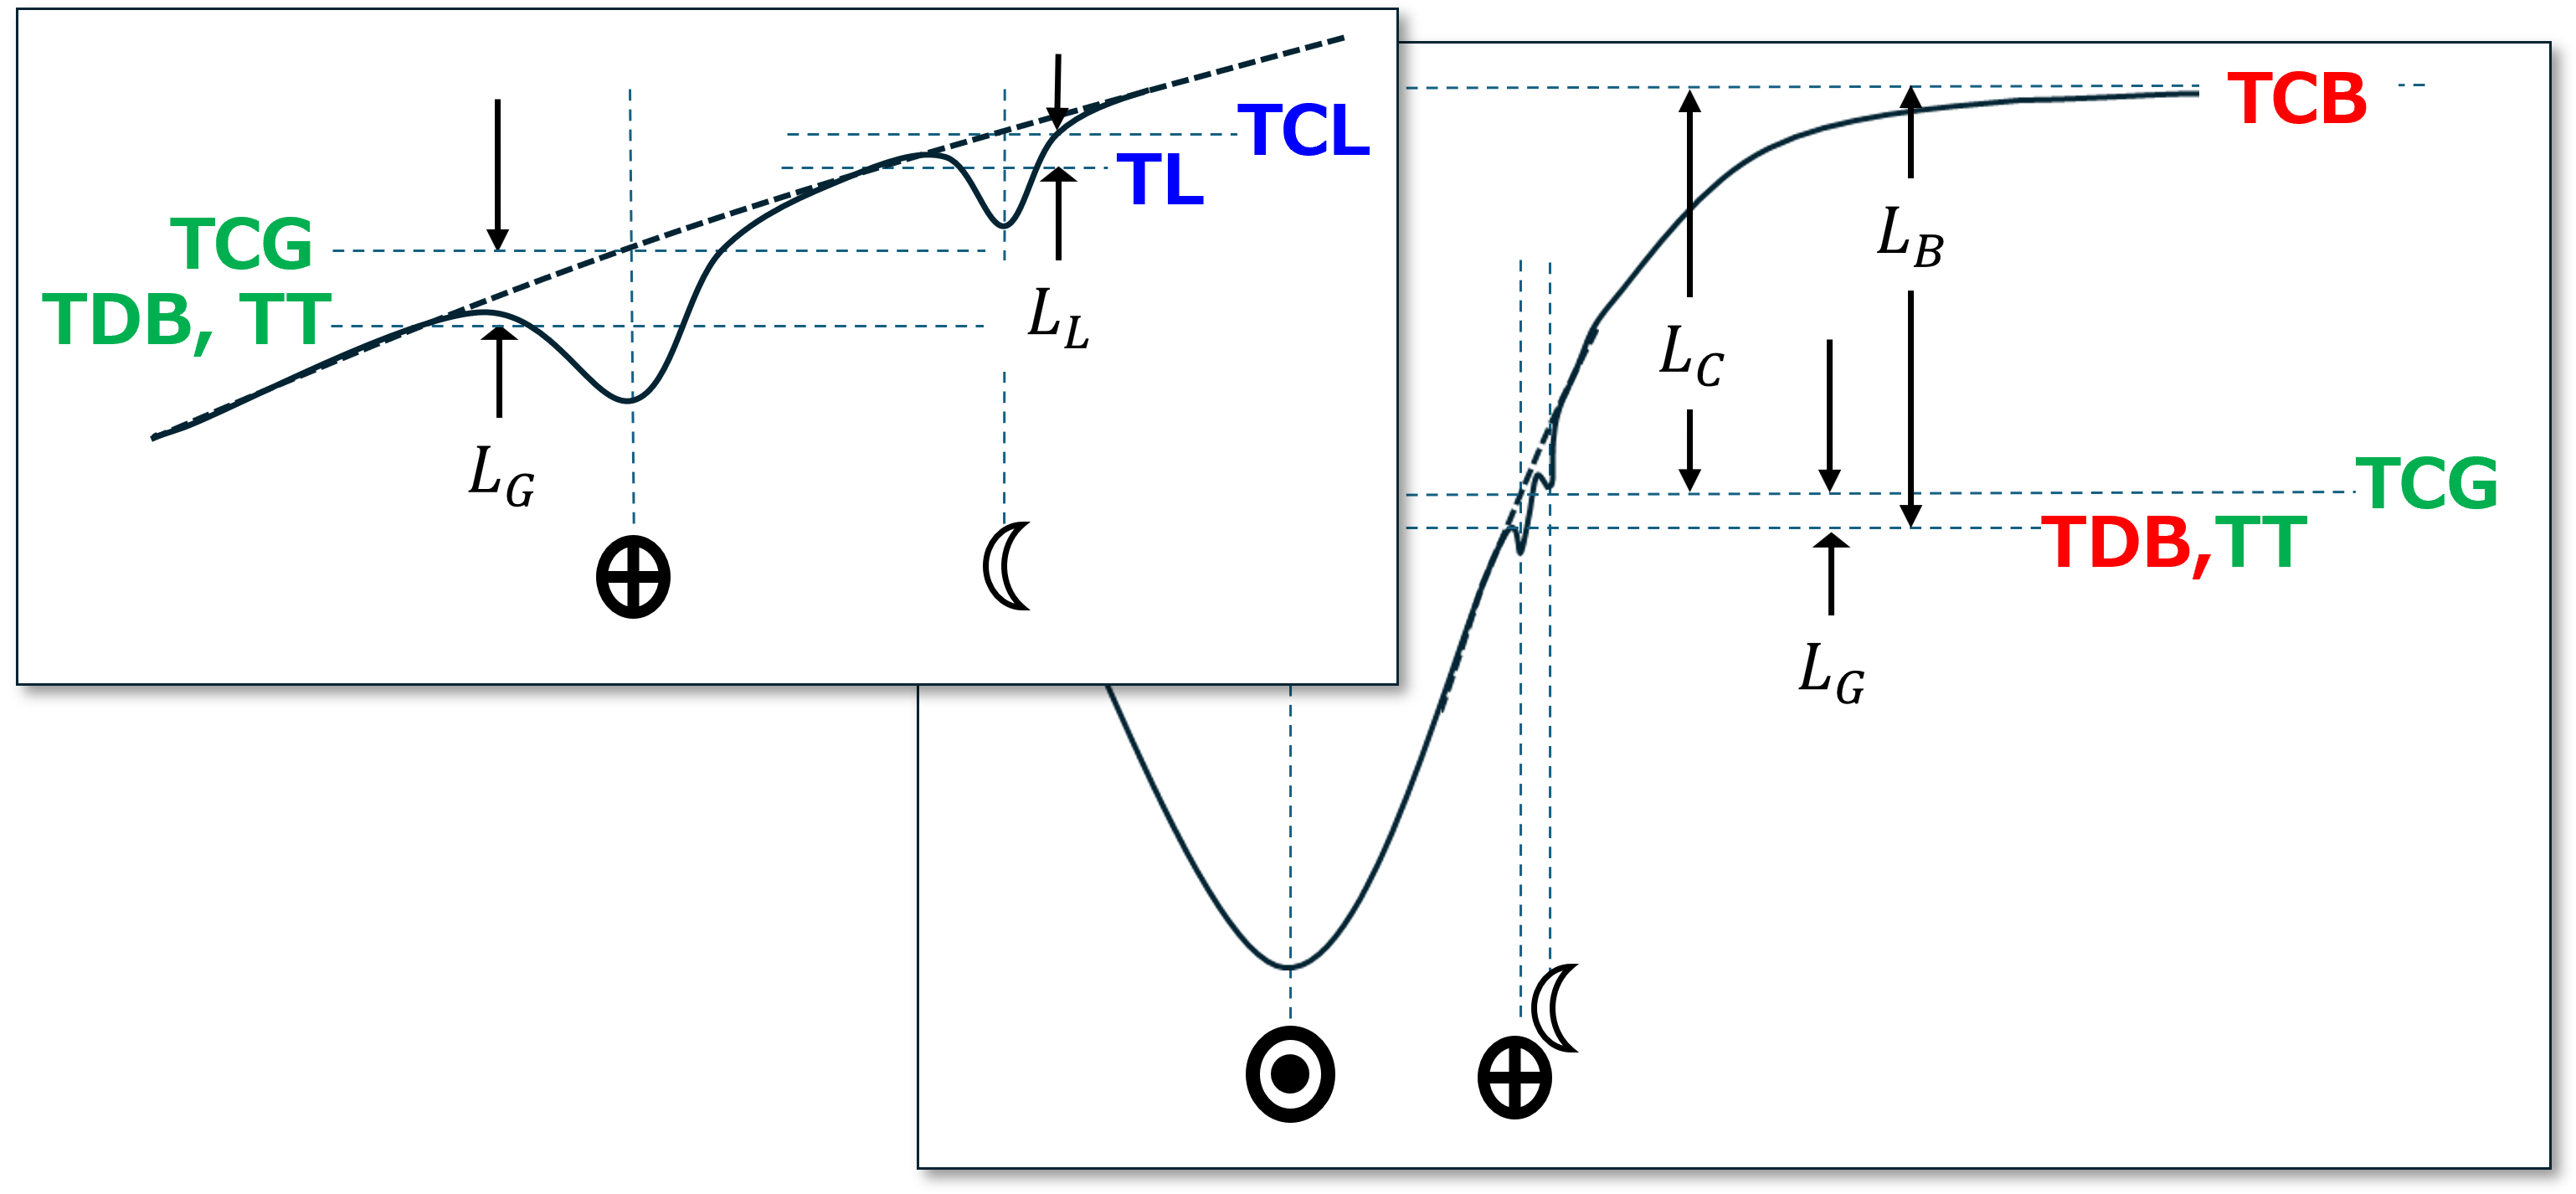 TCG
TDB, TT
L_G
TCL
TL
L_L
TCB
L_B
L_C
TCG
TDB,TT
L_G